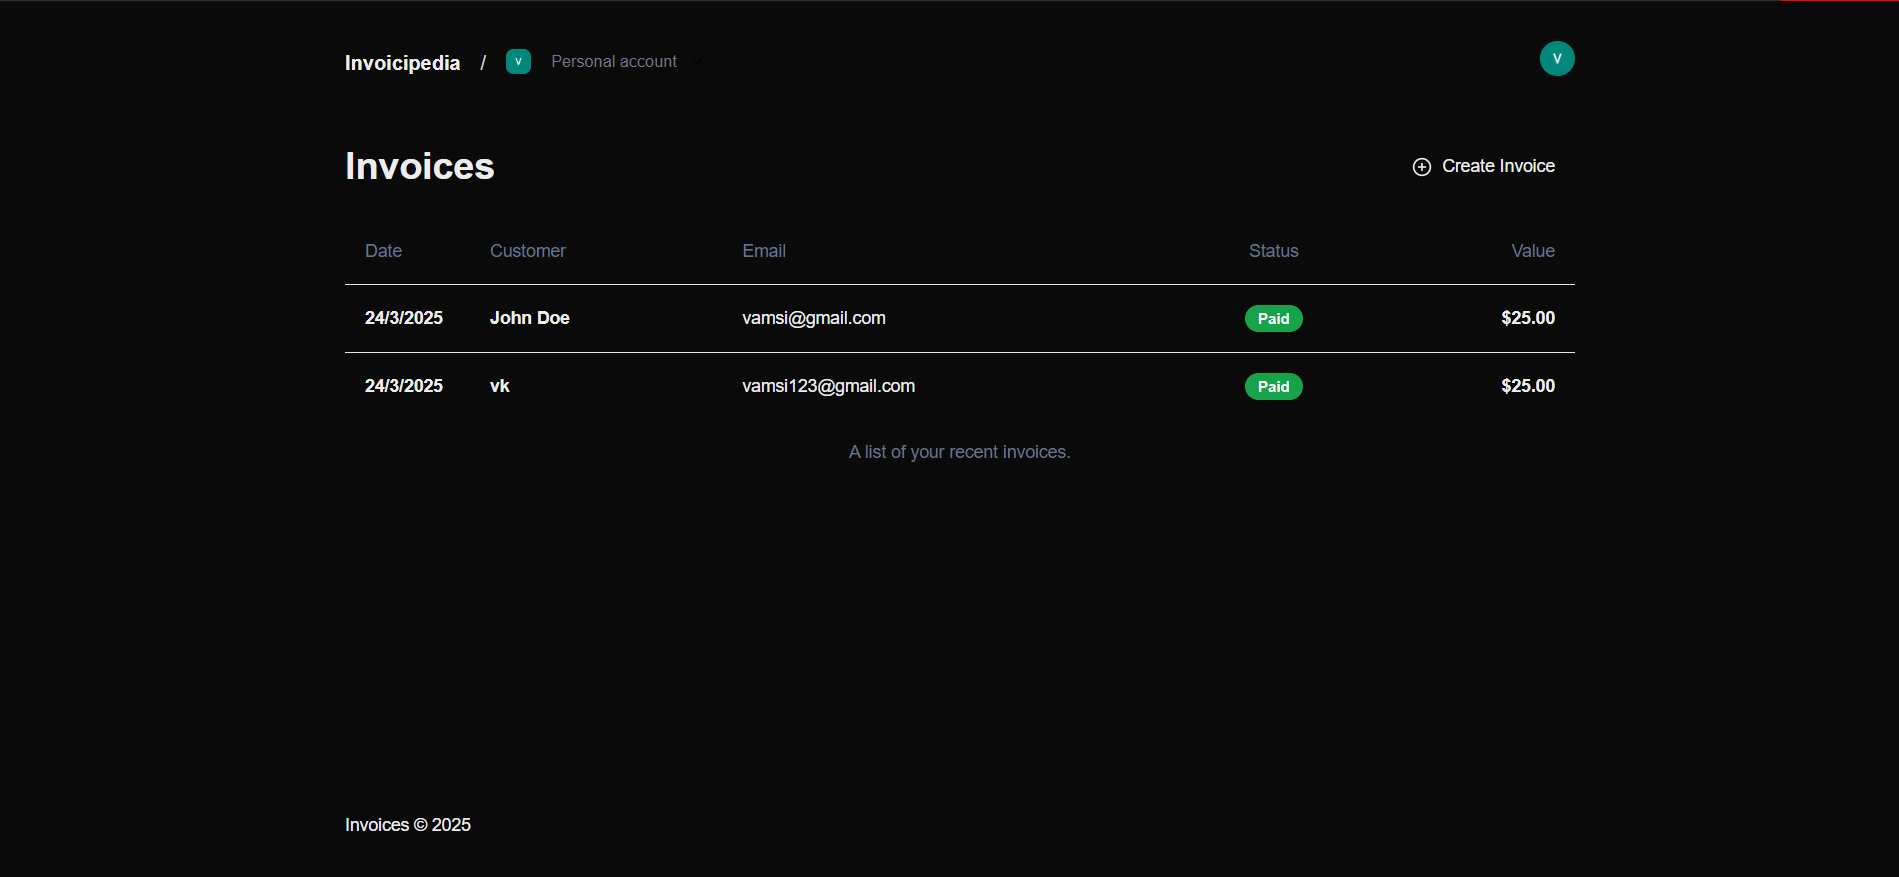 Invoicipedia / V Personal account V
Invoices Create Invoice
Date Customer Email Status Value
24/3/2025 John Doe vamsi@gmail.com Paid $25.00
24/3/2025 vk vamsi123@gmail.com Paid $25.00
A list of your recent invoices.
Invoices © 2025